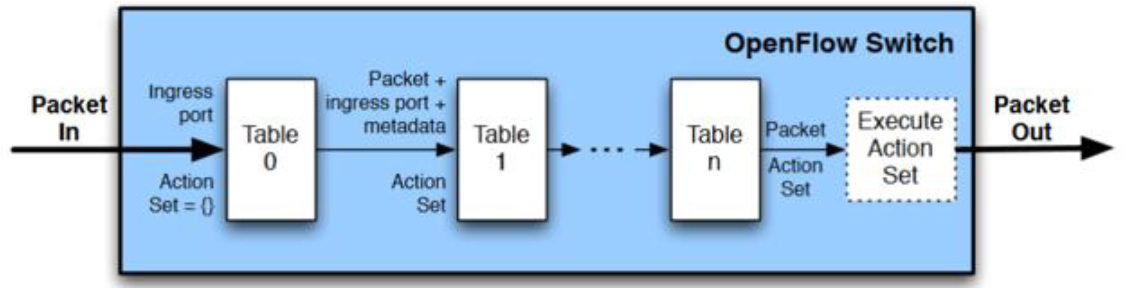 OpenFlow Switch
Packet
In
Ingress
port
Action
Set = {}
Table
0
Packet +
ingress port +
metadata
Action
Set
Table
1
Table
n
Packet
Action
Set
Execute
Action
Set
Packet
Out